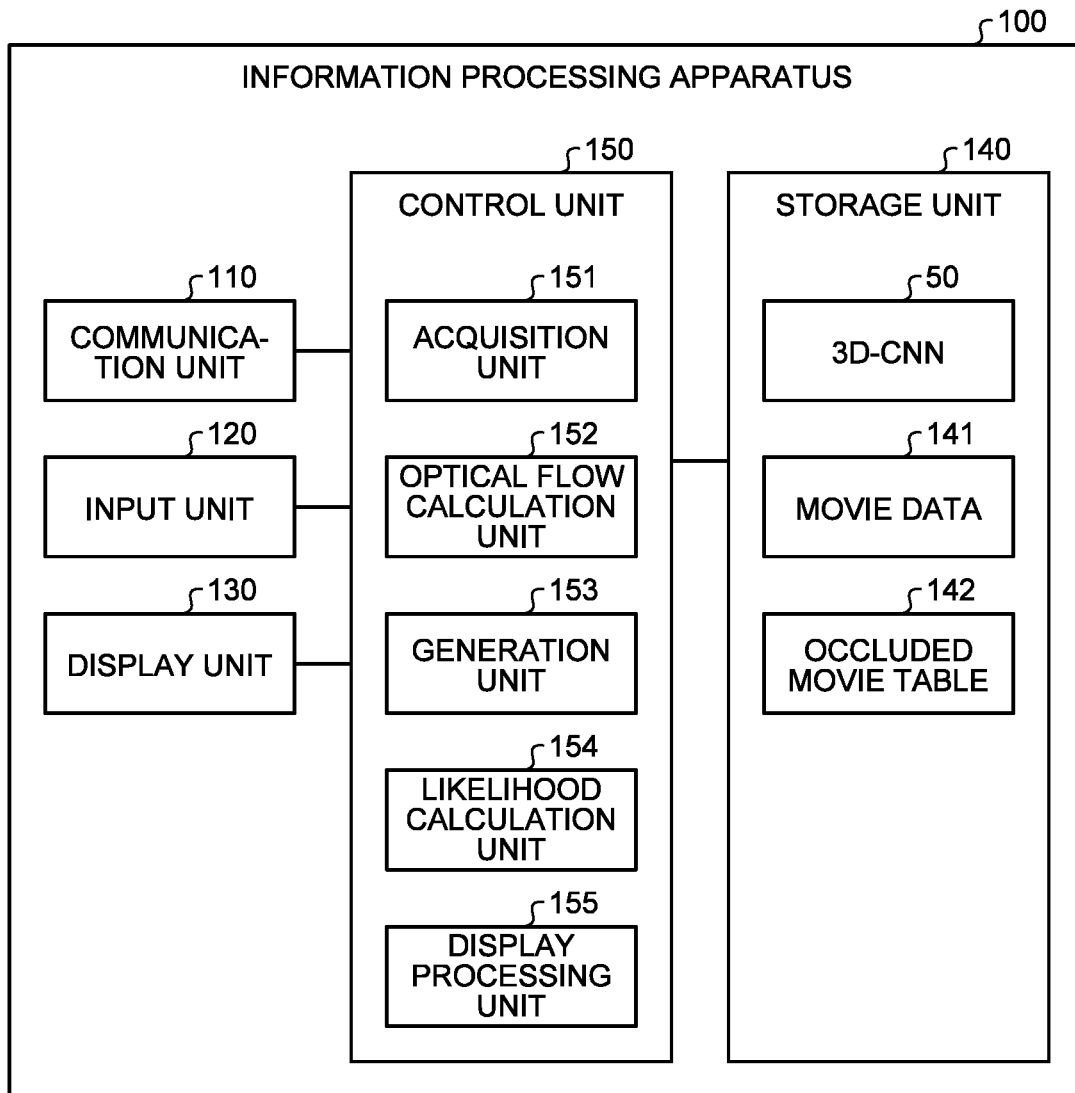 100
INFORMATION PROCESSING APPARATUS
150
CONTROL UNIT
140
STORAGE UNIT
110
COMMUNICA-
TION UNIT
151
ACQUISITION
UNIT
50
3D-CNN
120
INPUT UNIT
152
OPTICAL FLOW
CALCULATION
UNIT
141
MOVIE DATA
130
DISPLAY UNIT
153
GENERATION
UNIT
142
OCCLUDED
MOVIE TABLE
154
LIKELIHOOD
CALCULATION
UNIT
155
DISPLAY
PROCESSING
UNIT